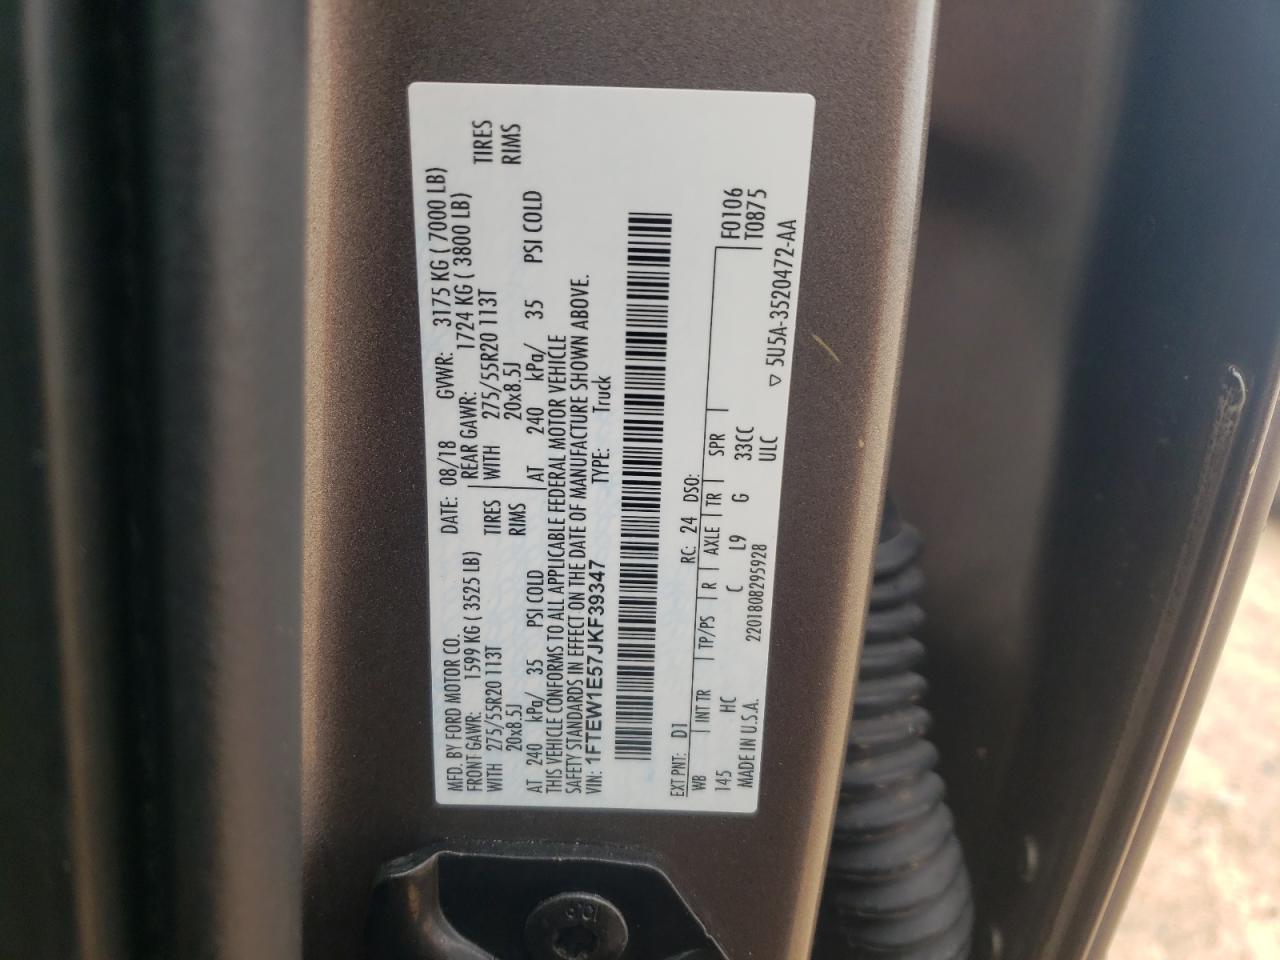 MFD. BY FORD MOTOR CO. DATE: 08/18 GVWR: 3175 KG ( 7000 LB)
FRONT GAWR: 1599 KG ( 3525 LB) REAR GAWR: 1724 KG ( 3800 LB)
WITH 275/55R20 113T TIRES WITH 275/55R20 113T TIRES
20x8.5J RIMS 20x8.5J RIMS
AT 240 kPa/ 35 PSI COLD AT 240 kPa/ 35 PSI COLD
THIS VEHICLE CONFORMS TO ALL APPLICABLE FEDERAL MOTOR VEHICLE
SAFETY STANDARDS IN EFFECT ON THE DATE OF MANUFACTURE SHOWN ABOVE.
VIN: 1FTEW1E57JKF39347 TYPE: Truck
EXT PNT: D1 RC: 24 DSO:
WB INT TR TP/PS R AXLE TR SPR F0106
145 HC C L9 G 33CC T0875
MADE IN U.S.A. 2201808295928 ULC
▽ 5U5A-3520472-AA
10.9